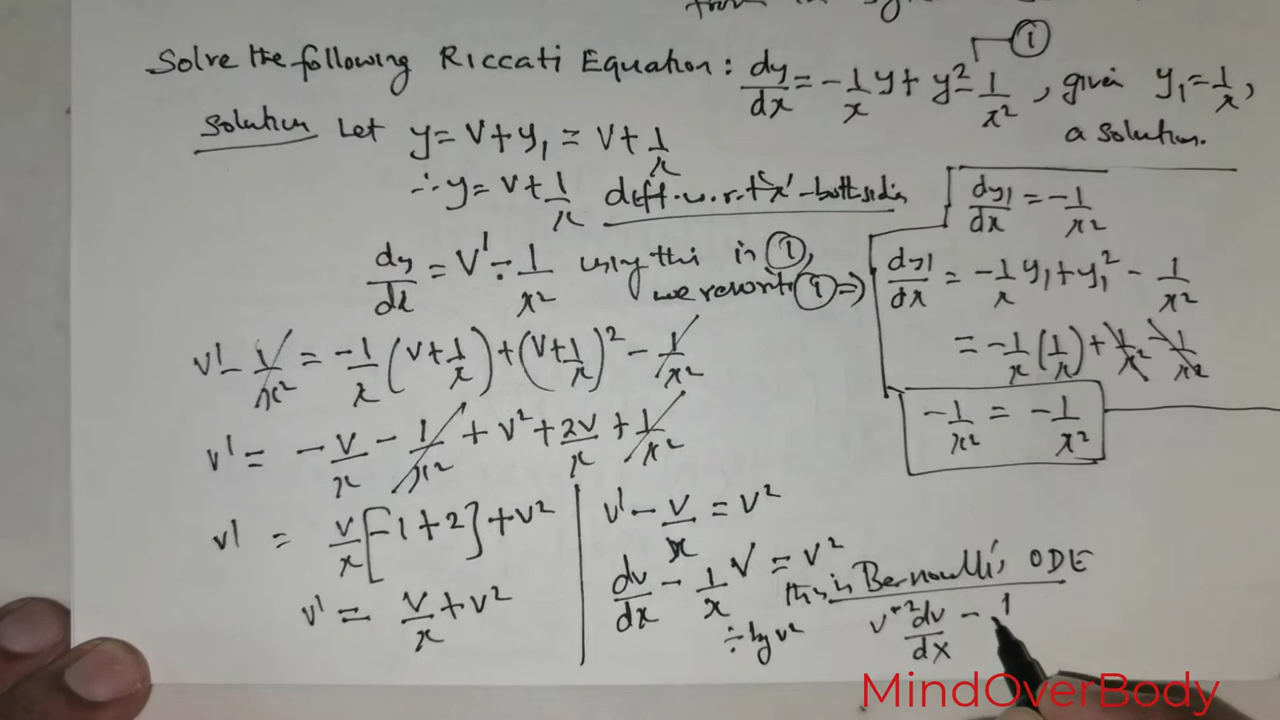 Solve the following Riccati Equation: dy/dx = -1/x y + y² - 1/x² , given y₁ = 1/x,
①
a solution.
Solution Let y = v + y₁ = v + 1/x
∴ y = v + 1/x diff. w.r.t 'x' - both sides
dy/dx = v' - 1/x² using this in ①,
we rewrite ① ⇒
v' - 1/x² = -1/x (v + 1/x) + (v + 1/x)² - 1/x²
v' = - v/x - 1/x² + v² + 2v/x + 1/x²
v' = v/x [-1 + 2] + v²
v' = v/x + v²
dy₁/dx = -1/x²
dy₁/dx = -1/x y₁ + y₁² - 1/x²
= -1/x (1/x) + 1/x² - 1/x²
-1/x² = -1/x²
v' - v/x = v²
dv/dx - 1/x v = v²
this is Bernoulli's ODE
÷ by v²
v⁻² dv/dx - 1
MindOverBody